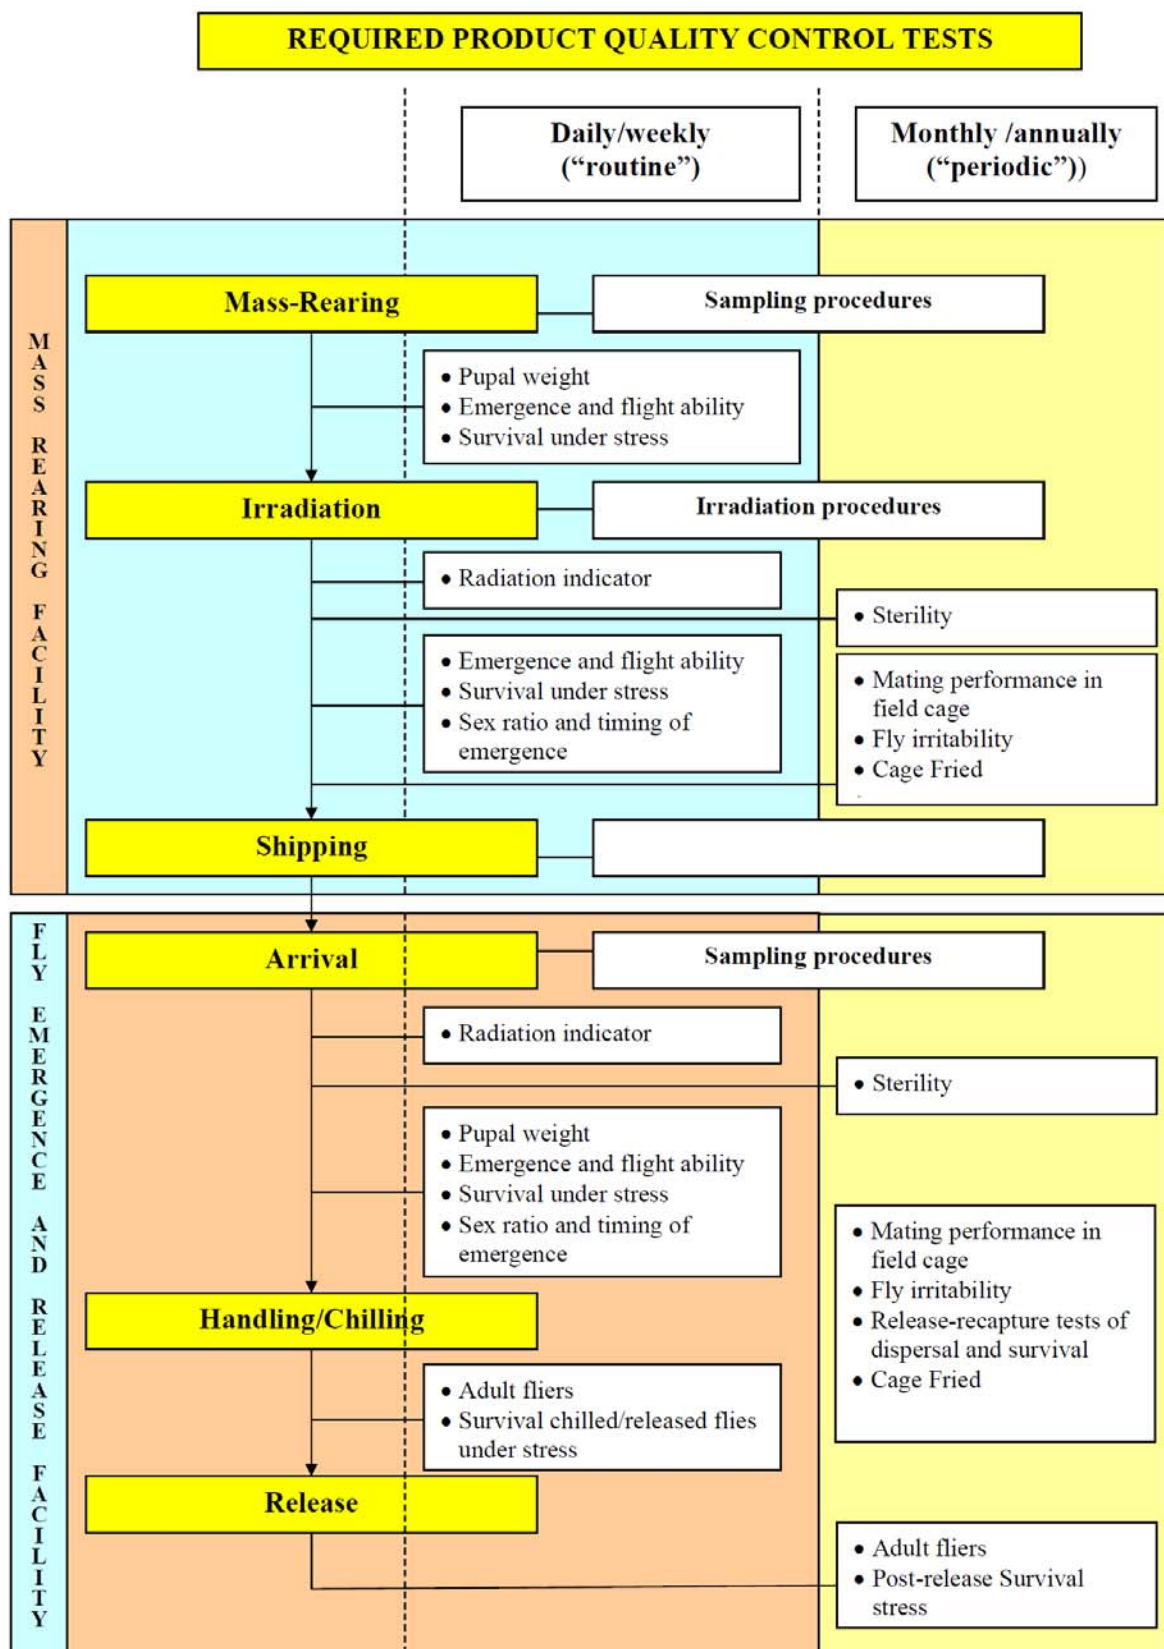 REQUIRED PRODUCT QUALITY CONTROL TESTS
Daily/weekly
(“routine”)
Monthly /annually
(“periodic”))
MASS REARING FACILITY
Mass-Rearing
Sampling procedures
• Pupal weight
• Emergence and flight ability
• Survival under stress
Irradiation
Irradiation procedures
• Radiation indicator
• Sterility
• Emergence and flight ability
• Survival under stress
• Sex ratio and timing of
emergence
• Mating performance in
field cage
• Fly irritability
• Cage Fried
Shipping
FLY EMERGENCE AND RELEASE FACILITY
Arrival
Sampling procedures
• Radiation indicator
• Sterility
• Pupal weight
• Emergence and flight ability
• Survival under stress
• Sex ratio and timing of
emergence
• Mating performance in
field cage
• Fly irritability
• Release-recapture tests of
dispersal and survival
• Cage Fried
Handling/Chilling
• Adult fliers
• Survival chilled/released flies
under stress
Release
• Adult fliers
• Post-release Survival
stress